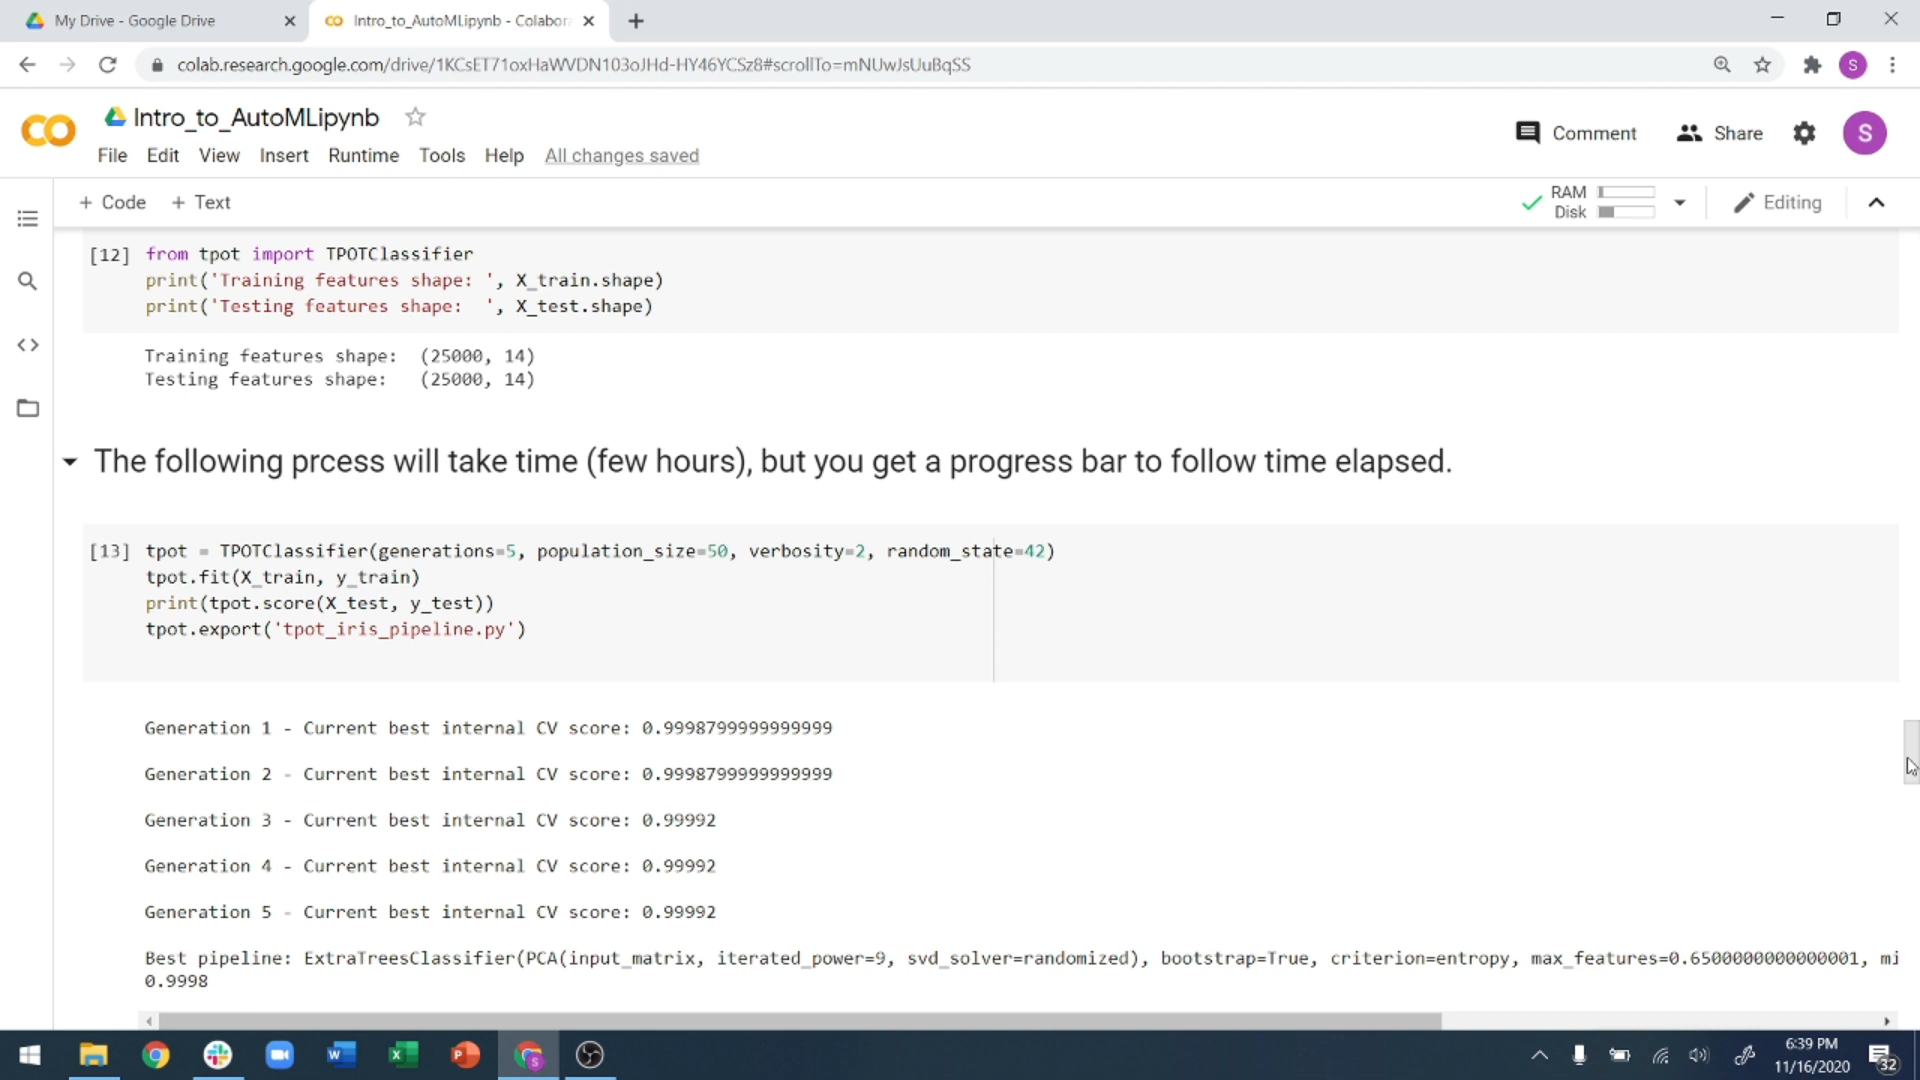 My Drive - Google Drive
Intro_to_AutoMLipynb - Colabor
colab.research.google.com/drive/1KCsET71oxHaWVDN103oJHd-HY46YCSz8#scrollTo=mNUwJsUuBqSS
S
CO
Intro_to_AutoMLipynb
File Edit View Insert Runtime Tools Help All changes saved
Comment
Share
S
+ Code + Text
RAM
Disk
Editing
[12] from tpot import TPOTClassifier
print('Training features shape: ', X_train.shape)
print('Testing features shape:  ', X_test.shape)
Training features shape:  (25000, 14)
Testing features shape:   (25000, 14)
The following prcess will take time (few hours), but you get a progress bar to follow time elapsed.
[13] tpot = TPOTClassifier(generations=5, population_size=50, verbosity=2, random_state=42)
tpot.fit(X_train, y_train)
print(tpot.score(X_test, y_test))
tpot.export('tpot_iris_pipeline.py')
Generation 1 - Current best internal CV score: 0.9998799999999999
Generation 2 - Current best internal CV score: 0.9998799999999999
Generation 3 - Current best internal CV score: 0.99992
Generation 4 - Current best internal CV score: 0.99992
Generation 5 - Current best internal CV score: 0.99992
Best pipeline: ExtraTreesClassifier(PCA(input_matrix, iterated_power=9, svd_solver=randomized), bootstrap=True, criterion=entropy, max_features=0.6500000000000001, mi
0.9998
6:39 PM
11/16/2020
32